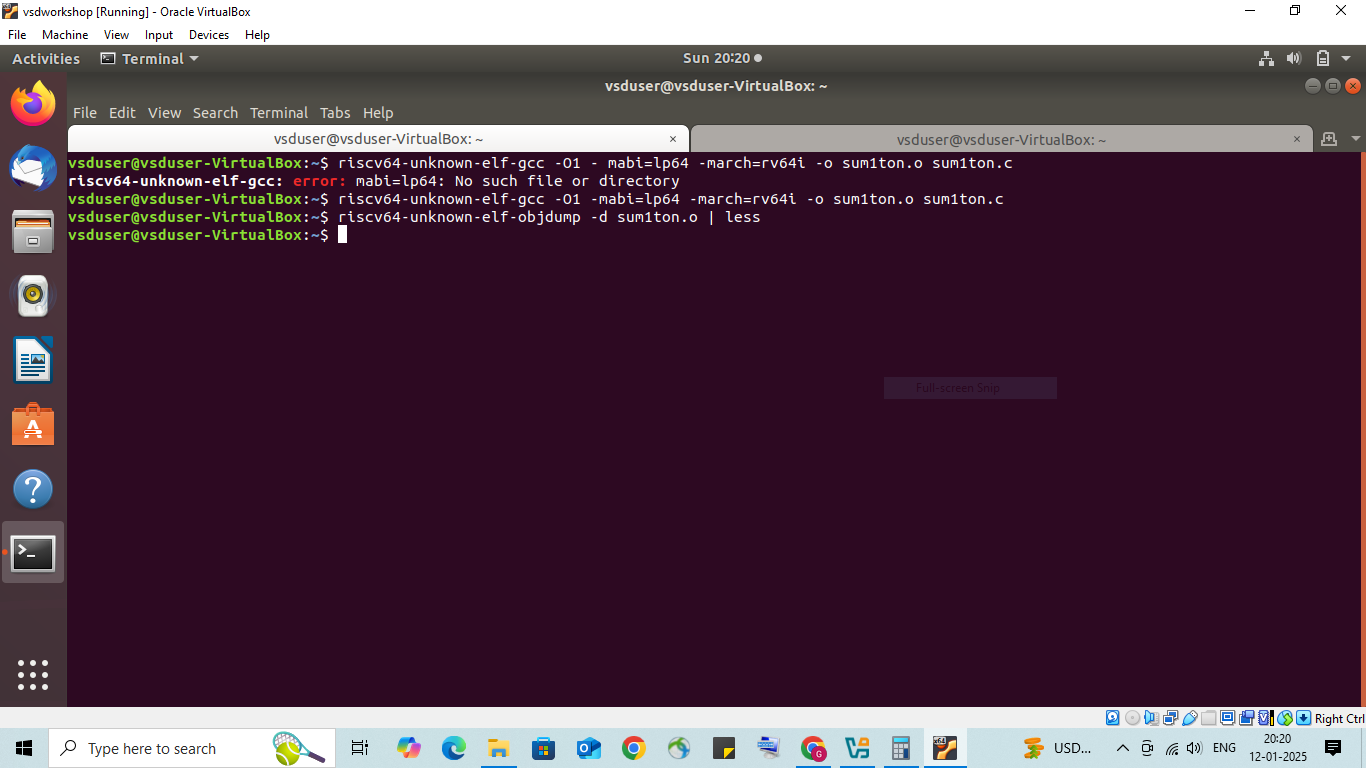 vsdworkshop [Running] - Oracle VirtualBox
File Machine View Input Devices Help
Activities Terminal Sun 20:20
vsduser@vsduser-VirtualBox: ~
File Edit View Search Terminal Tabs Help
vsduser@vsduser-VirtualBox: ~ × vsduser@vsduser-VirtualBox: ~ ×
vsduser@vsduser-VirtualBox:~$ riscv64-unknown-elf-gcc -O1 - mabi=lp64 -march=rv64i -o sum1ton.o sum1ton.c
riscv64-unknown-elf-gcc: error: mabi=lp64: No such file or directory
vsduser@vsduser-VirtualBox:~$ riscv64-unknown-elf-gcc -O1 -mabi=lp64 -march=rv64i -o sum1ton.o sum1ton.c
vsduser@vsduser-VirtualBox:~$ riscv64-unknown-elf-objdump -d sum1ton.o | less
vsduser@vsduser-VirtualBox:~$
Full-screen Snip
Right Ctrl
Type here to search
USD...
ENG
20:20
12-01-2025